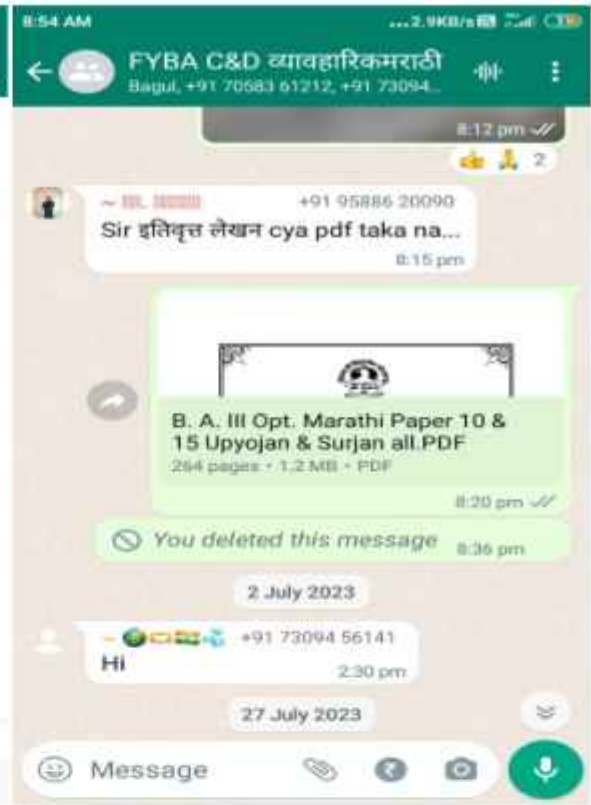 8:54 AM ...2.9KB/s
FYBA C&D व्यावहारिकमराठी
Bagul, +91 70583 61212, +91 73094...
8:12 pm
2
+91 95886 20090
Sir इतिवृत्त लेखन cya pdf taka na...
8:15 pm
B. A. III Opt. Marathi Paper 10 &
15 Upyojan & Surjan all.PDF
264 pages • 1.2 MB • PDF
8:20 pm
You deleted this message 8:36 pm
2 July 2023
~ +91 73094 56141
Hi
2:30 pm
27 July 2023
Message